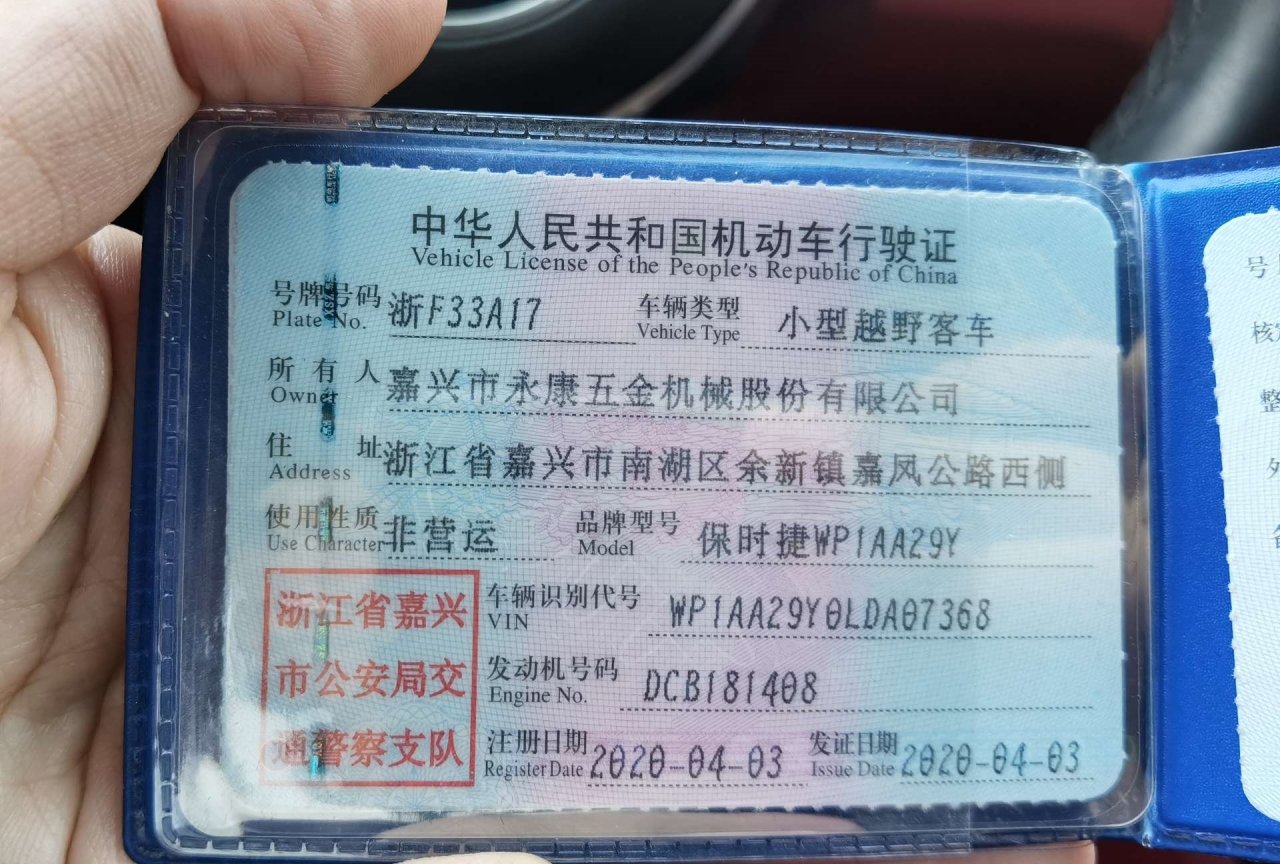 中华人民共和国机动车行驶证
Vehicle License of the People's Republic of China
号牌号码 浙F33A17 车辆类型 小型越野客车
Plate No. Vehicle Type
所有人 嘉兴市永康五金机械股份有限公司
Owner
住址 浙江省嘉兴市南湖区余新镇嘉凤公路西侧
Address
使用性质 非营运 品牌型号 保时捷WP1AA29Y
Use Character Model
浙江省嘉兴
市公安局交
通警察支队
车辆识别代号 WP1AA29Y0LDA07368
VIN
发动机号码 DCB181408
Engine No.
注册日期 2020-04-03 发证日期 2020-04-03
Register Date Issue Date
号
核
整